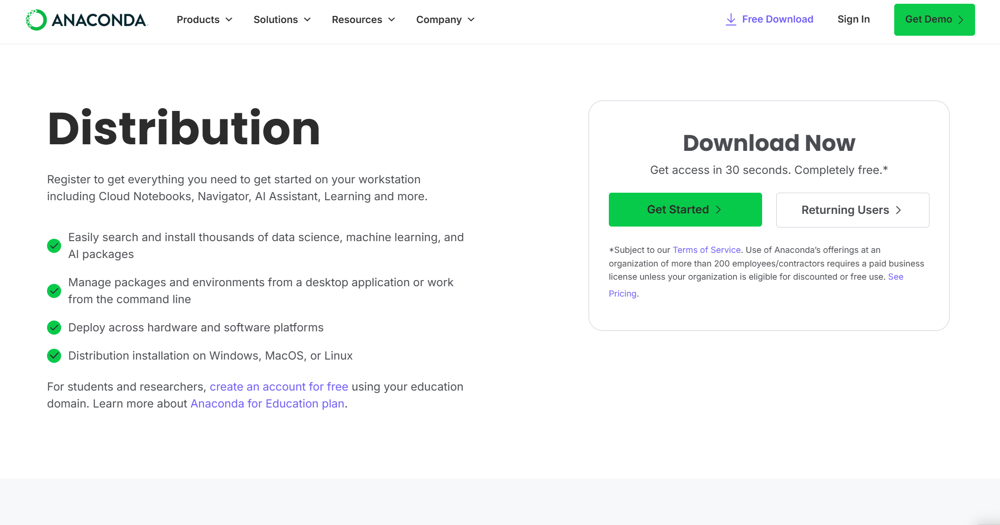 ANACONDA
Products
Solutions
Resources
Company
Free Download
Sign In
Get Demo
Distribution
Register to get everything you need to get started on your workstation
including Cloud Notebooks, Navigator, AI Assistant, Learning and more.
Easily search and install thousands of data science, machine learning, and
AI packages
Manage packages and environments from a desktop application or work
from the command line
Deploy across hardware and software platforms
Distribution installation on Windows, MacOS, or Linux
For students and researchers, create an account for free using your education
domain. Learn more about Anaconda for Education plan.
Download Now
Get access in 30 seconds. Completely free.*
Get Started
Returning Users
*Subject to our Terms of Service. Use of Anaconda’s offerings at an
organization of more than 200 employees/contractors requires a paid business
license unless your organization is eligible for discounted or free use. See
Pricing.